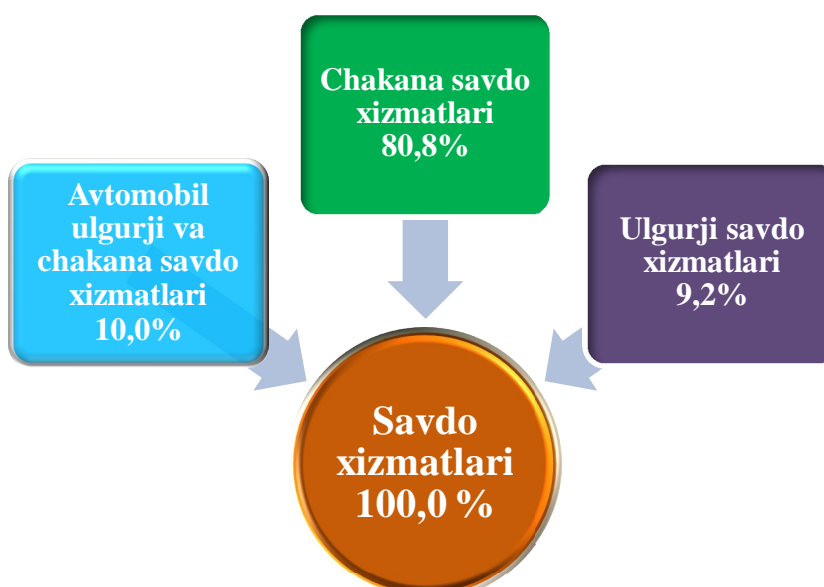 Chakana savdo
xizmatlari
80,8%
Avtomobil
ulgurji va
chakana savdo
xizmatlari
10,0%
Ulgurji savdo
xizmatlari
9,2%
Savdo
xizmatlari
100,0 %